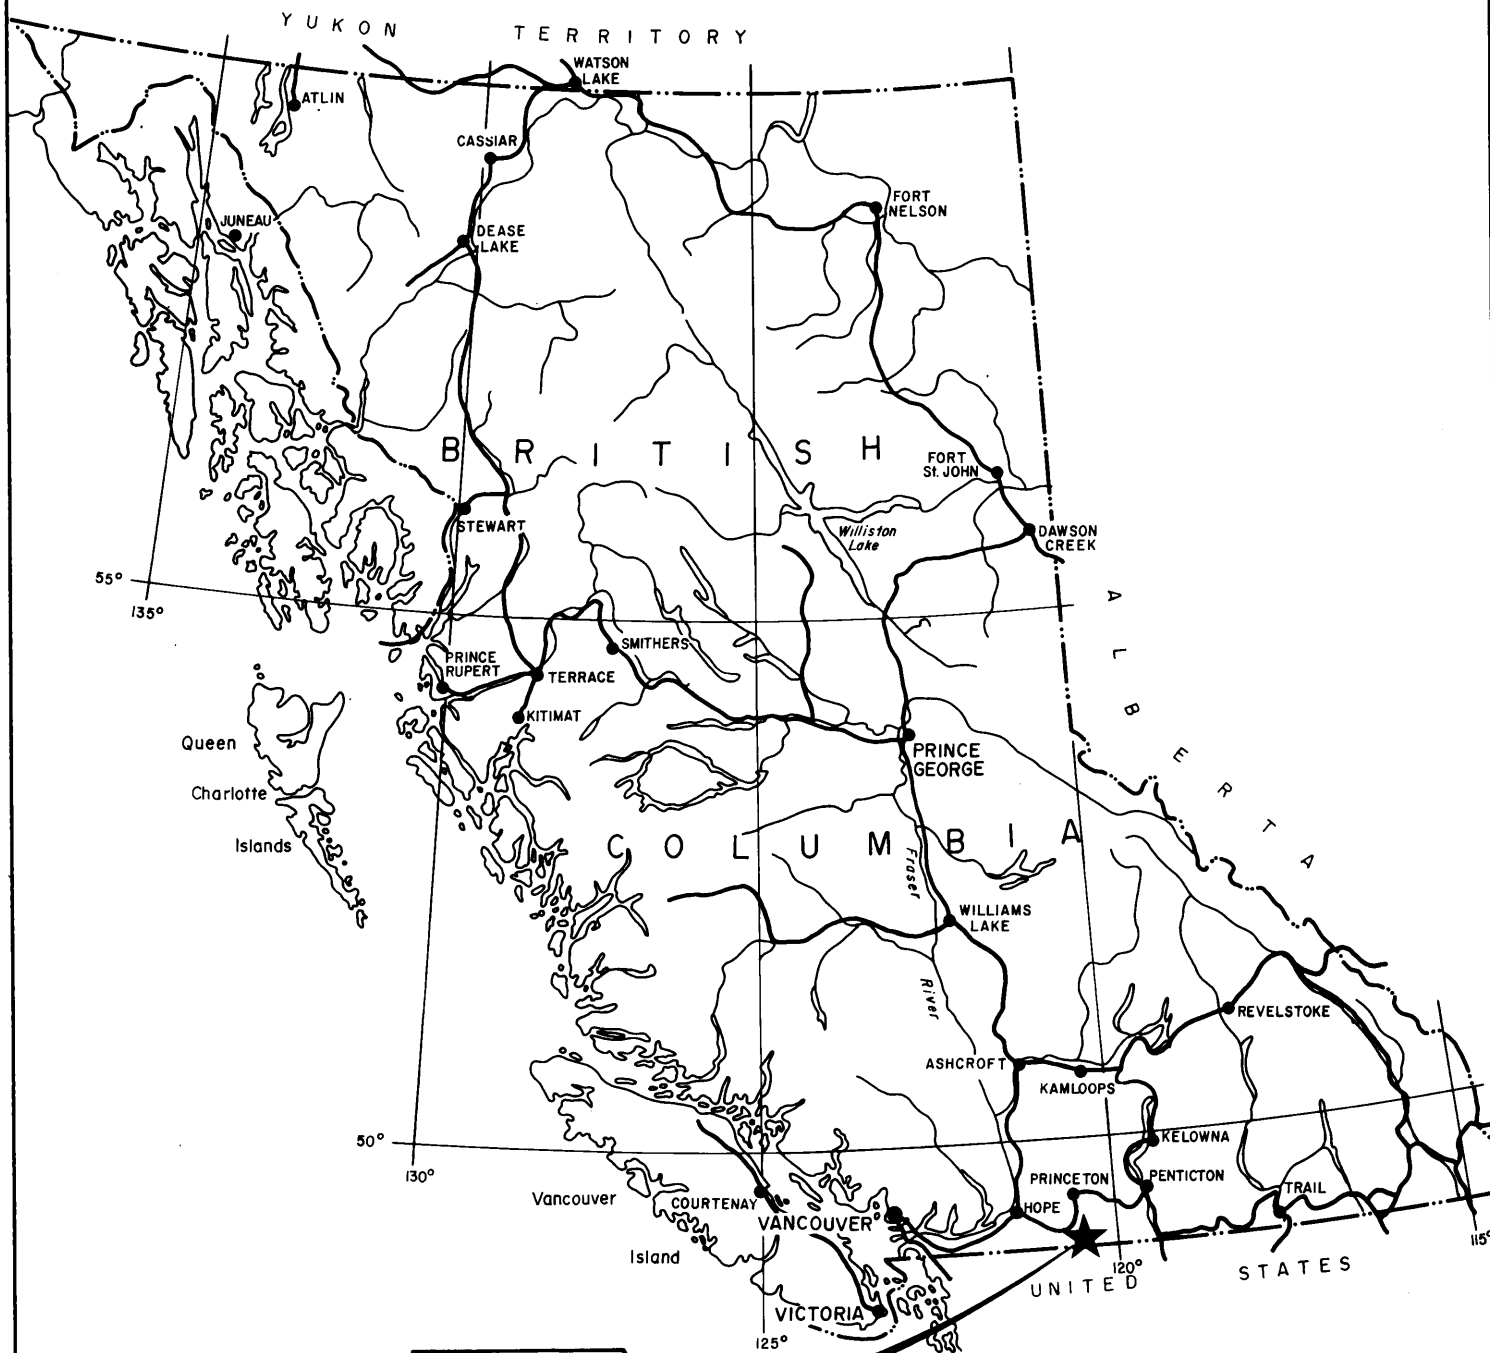 YUKON TERRITORY
WATSON
LAKE
ATLIN
CASSIAR
FORT
NELSON
JUNEAU
DEASE
LAKE
BRITISH
FORT
St. JOHN
STEWART
Williston
Lake
DAWSON
CREEK
55°
135°
ALBERTA
SMITHERS
PRINCE
RUPERT
TERRACE
KITIMAT
Queen
Charlotte
Islands
PRINCE
GEORGE
COLUMBIA
Fraser
River
WILLIAMS
LAKE
REVELSTOKE
ASHCROFT
KAMLOOPS
50°
130°
KELOWNA
PRINCETON
PENTICTON
TRAIL
Vancouver
Island
COURTENAY
VANCOUVER
HOPE
120°
115°
UNITED STATES
VICTORIA
125°